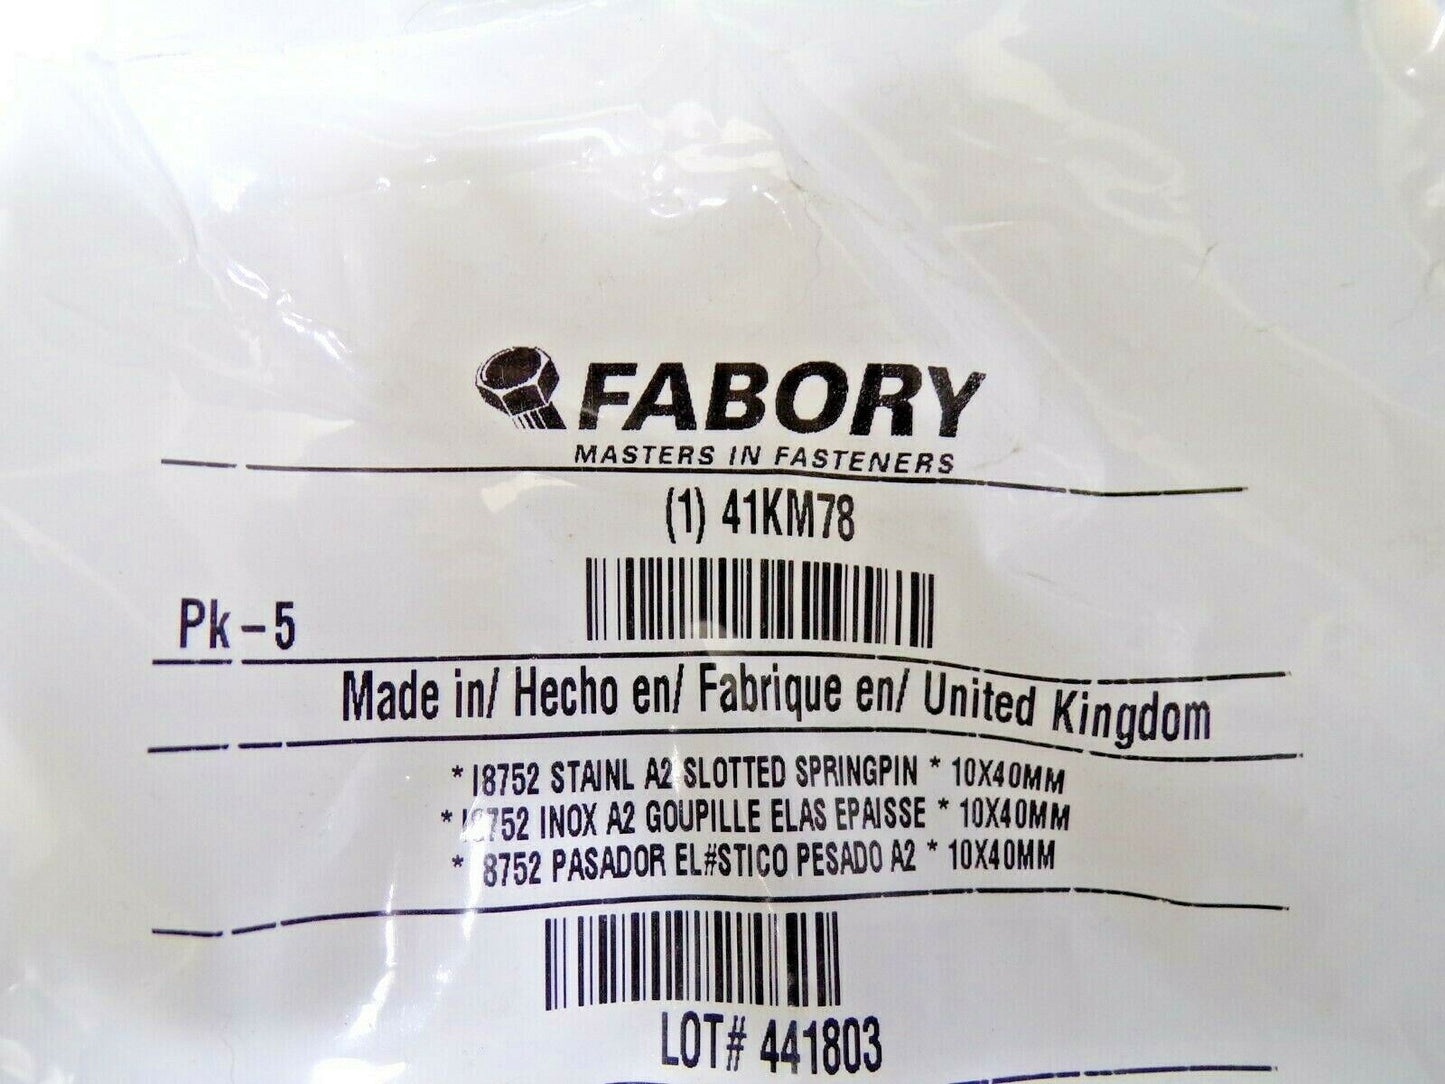 FABORY
MASTERS IN FASTENERS
(1) 41KM78
Pk - 5
Made in/ Hecho en/ Fabrique en/ United Kingdom
* I8752 STAINL A2 SLOTTED SPRINGPIN * 10X40MM
* I8752 INOX A2 GOUPILLE ELAS EPAISSE * 10X40MM
* 8752 PASADOR EL#STICO PESADO A2 * 10X40MM
LOT# 441803